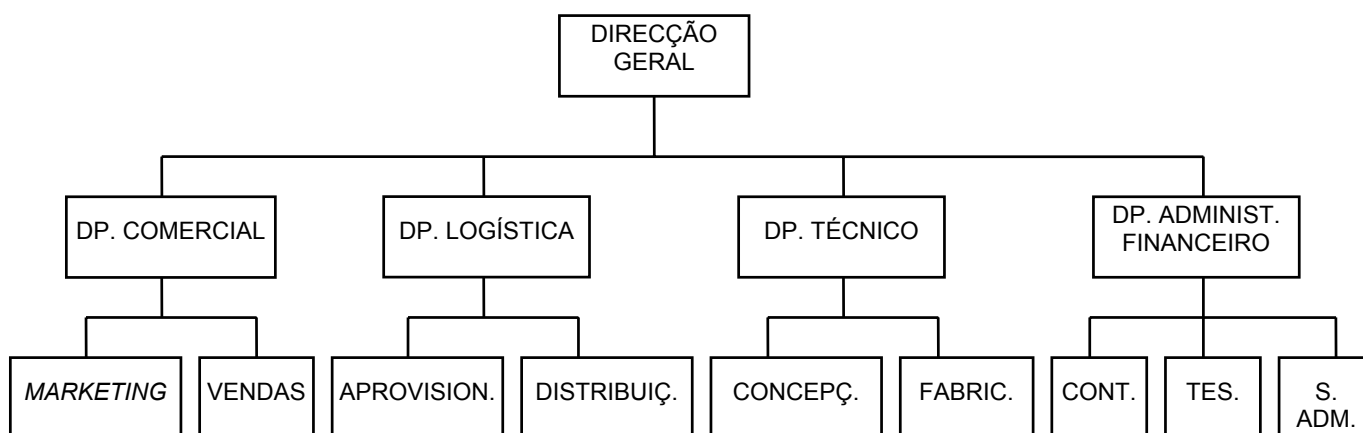 DIRECÇÃO
GERAL
DP. COMERCIAL
DP. LOGÍSTICA
DP. TÉCNICO
DP. ADMINIST.
FINANCEIRO
MARKETING
VENDAS
APROVISION.
DISTRIBUIÇ.
CONCEPÇ.
FABRIC.
CONT.
TES.
S.
ADM.